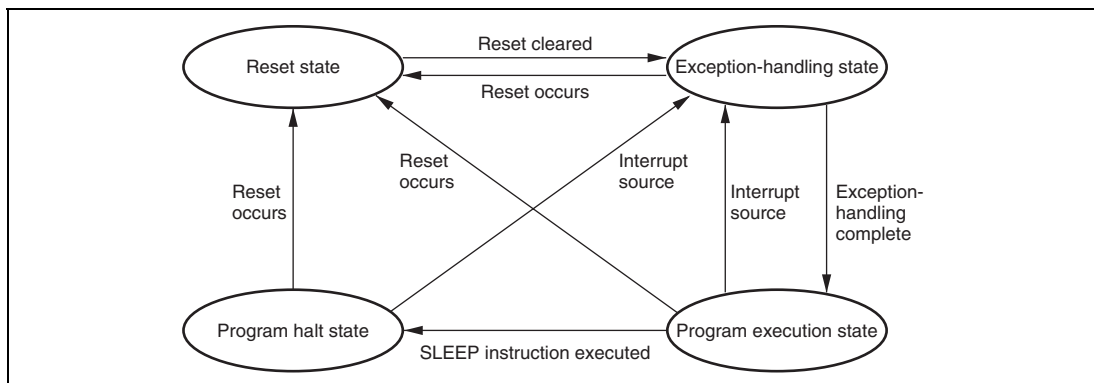 Reset cleared
Reset state
Exception-handling state
Reset occurs
Reset
occurs
Interrupt
source
Reset
occurs
Interrupt
source
Exception-
handling
complete
Program halt state
Program execution state
SLEEP instruction executed